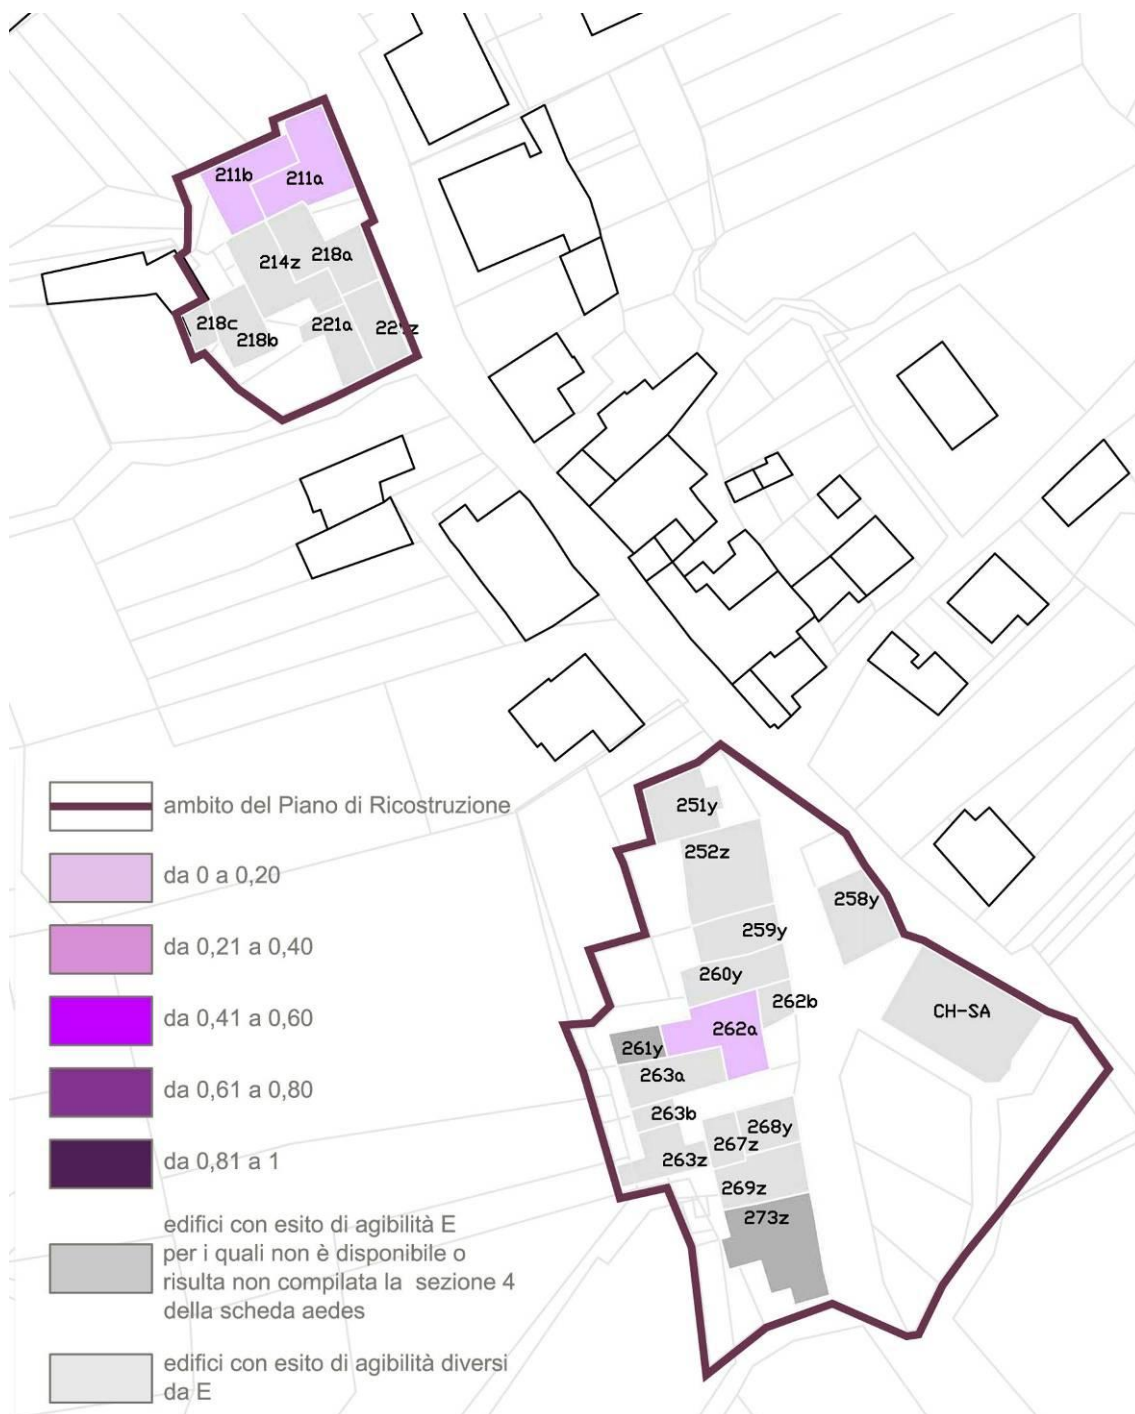 211b
211a
214z
218a
218c
218b
221a
ambito del Piano di Ricostruzione
da 0 a 0,20
da 0,21 a 0,40
da 0,41 a 0,60
da 0,61 a 0,80
da 0,81 a 1
edifici con esito di agibilità E
per i quali non è disponibile o
risulta non compilata la sezione 4
della scheda aedes
edifici con esito di agibilità diversi
da E
251y
252z
258y
259y
260y
262b
262a
CH-SA
261y
263a
263b
268y
267z
263z
269z
273z